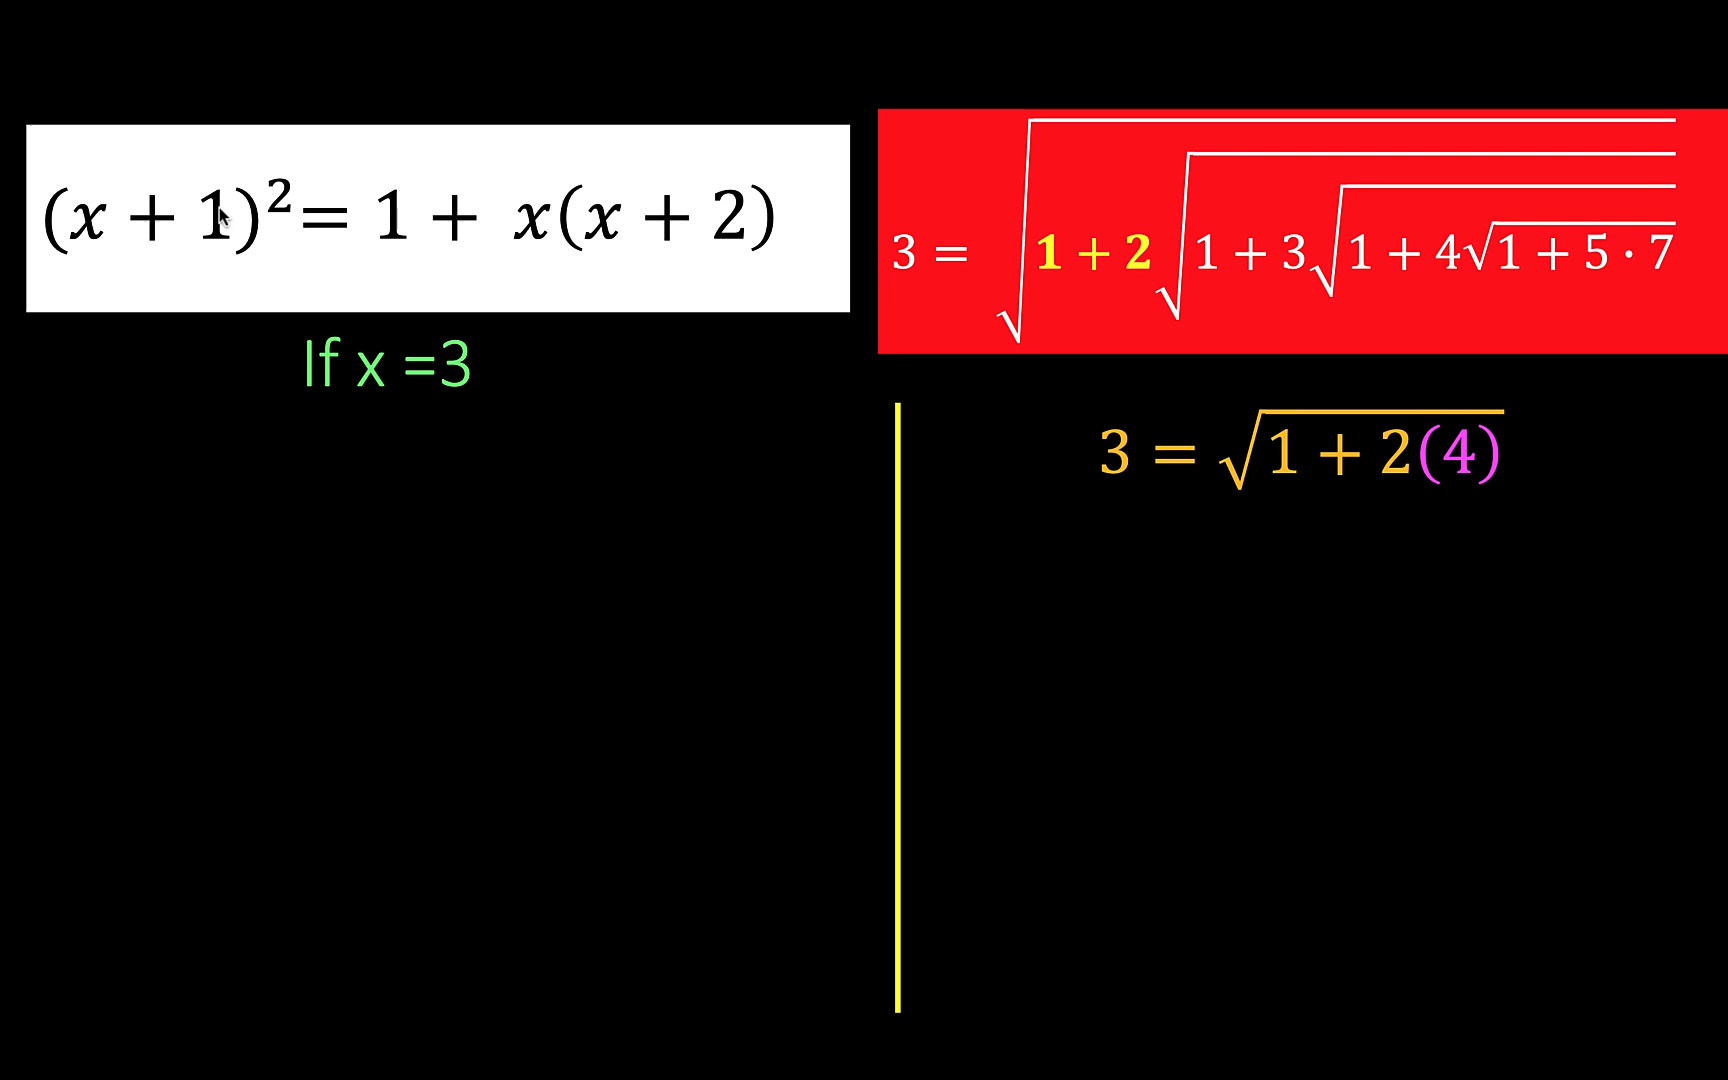 (x + 1)² = 1 + x(x + 2)
3 = √(1 + 2√(1 + 3√(1 + 4√(1 + 5 · 7))))
If x =3
3 = √(1 + 2(4))